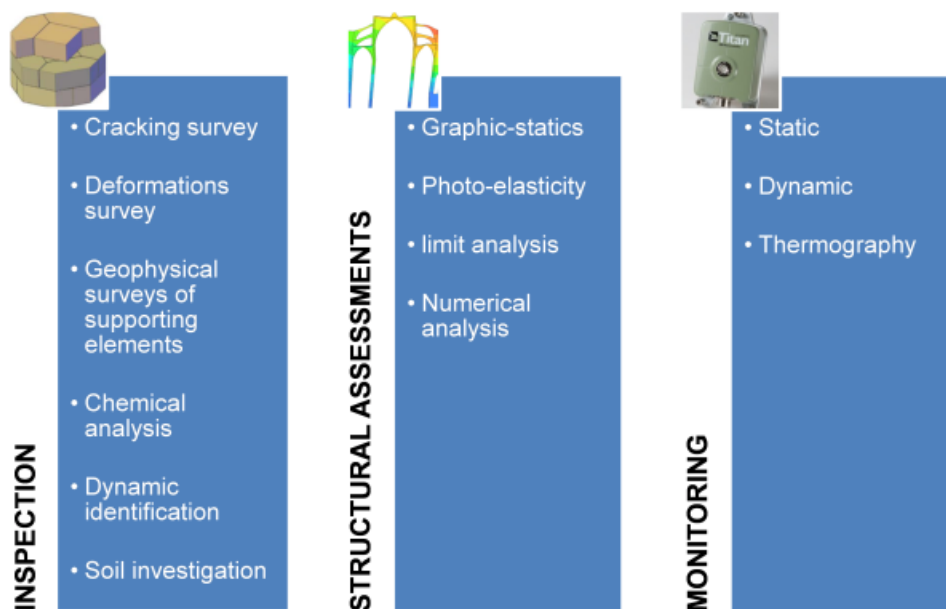 Titan
INSPECTION
• Cracking survey
• Deformations
survey
• Geophysical
surveys of
supporting
elements
• Chemical
analysis
• Dynamic
identification
• Soil investigation
STRUCTURAL ASSESSMENTS
• Graphic-statics
• Photo-elasticity
• limit analysis
• Numerical
analysis
MONITORING
• Static
• Dynamic
• Thermography